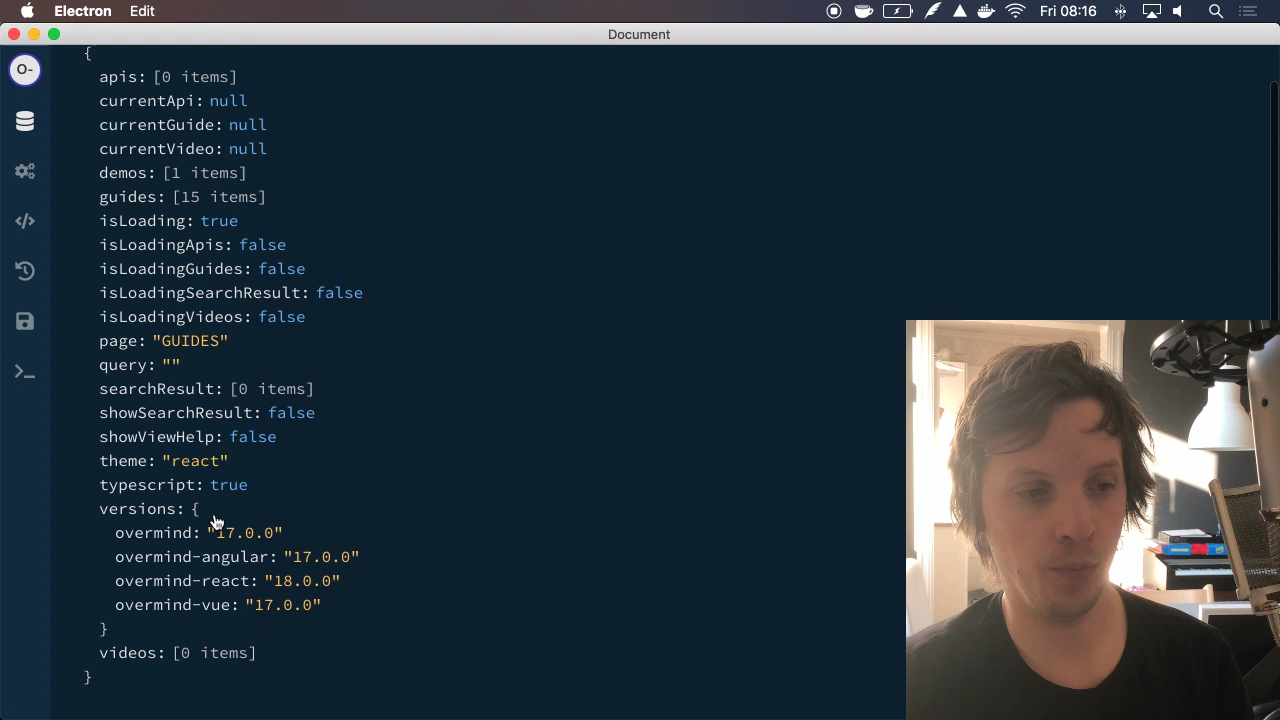 Electron Edit Fri 08:16
Document
O-
{
apis: [0 items]
currentApi: null
currentGuide: null
currentVideo: null
demos: [1 items]
guides: [15 items]
isLoading: true
isLoadingApis: false
isLoadingGuides: false
isLoadingSearchResult: false
isLoadingVideos: false
page: "GUIDES"
query: ""
searchResult: [0 items]
showSearchResult: false
showViewHelp: false
theme: "react"
typescript: true
versions: {
overmind: "17.0.0"
overmind-angular: "17.0.0"
overmind-react: "18.0.0"
overmind-vue: "17.0.0"
}
videos: [0 items]
}